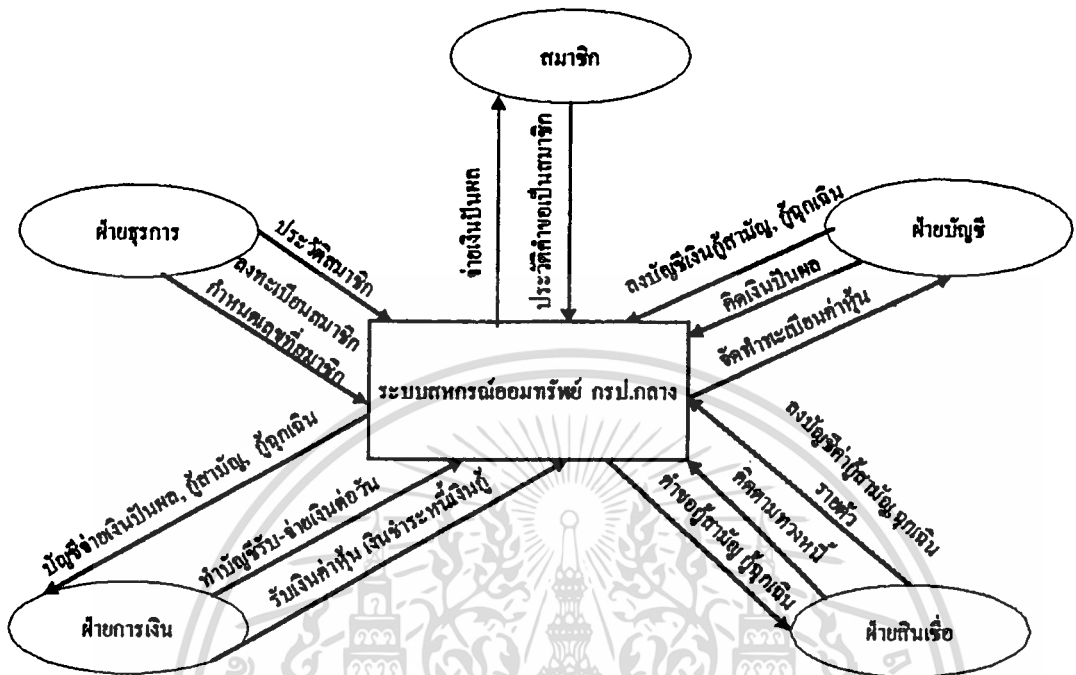 สมาชิก
จ่ายเงินปันผล
ประวัติคำขอเป็นสมาชิก
ฝ่ายธุรการ
ประวัติสมาชิก
ลงทะเบียนสมาชิก
กำหนดเลขที่สมาชิก
ฝ่ายบัญชี
ลงบัญชีเงินกู้สามัญ, กู้ฉุกเฉิน
คิดเงินปันผล
จัดทำทะเบียนค่าหุ้น
ระบบสหกรณ์ออมทรัพย์ กรป.กลาง
บัญชีจ่ายเงินปันผล, กู้สามัญ, กู้ฉุกเฉิน
ทำบัญชีรับ-จ่ายเงินต่อวัน
รับเงินค่าหุ้น เงินชำระหนี้เงินกู้
ฝ่ายการเงิน
ลงบัญชีค่ากู้สามัญ ฉุกเฉิน
รายตัว
ติดตามทวงหนี้
คำขอกู้สามัญ กู้ฉุกเฉิน
ฝ่ายสินเชื่อ